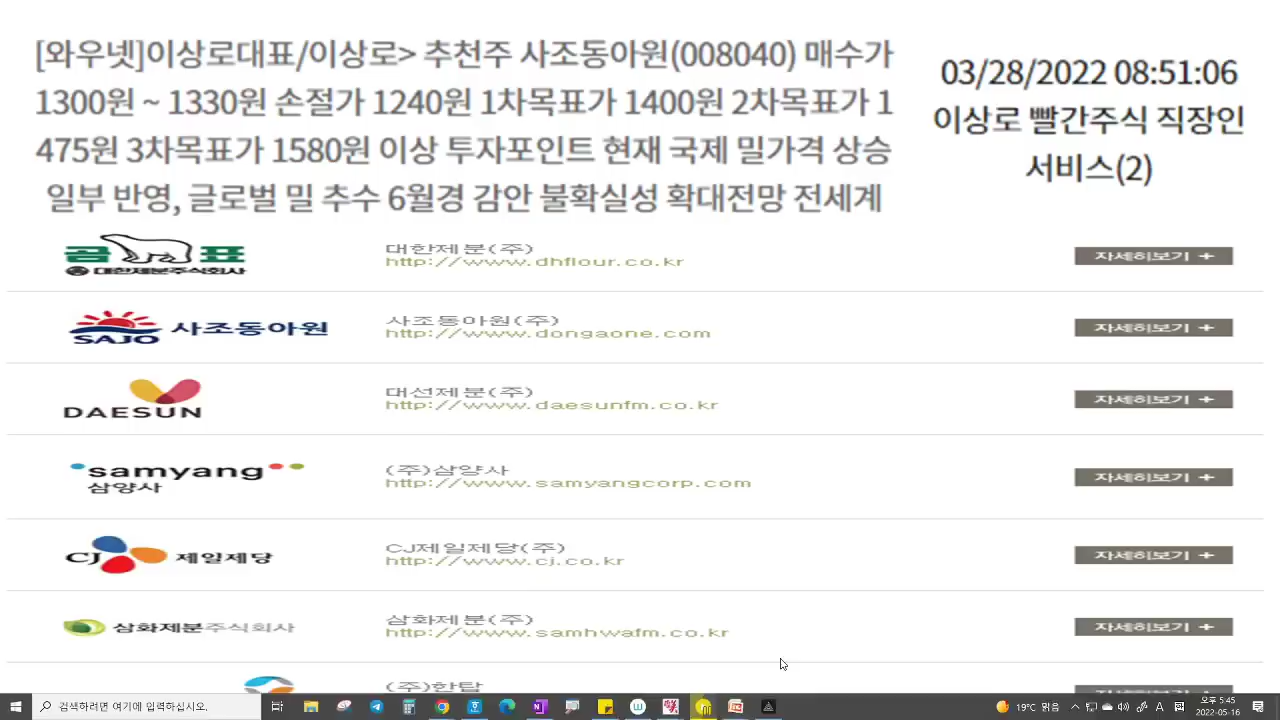 [와우넷]이상로대표/이상로> 추천주 사조동아원(008040) 매수가
1300원 ~ 1330원 손절가 1240원 1차목표가 1400원 2차목표가 1
475원 3차목표가 1580원 이상 투자포인트 현재 국제 밀가격 상승
일부 반영, 글로벌 밀 추수 6월경 감안 불확실성 확대전망 전세계
03/28/2022 08:51:06
이상로 빨간주식 직장인
서비스(2)
곰표
대한제분주식회사
대한제분(주)
http://www.dhflour.co.kr
자세히보기 +
SAJO 사조동아원
사조동아원(주)
http://www.dongaone.com
자세히보기 +
DAESUN
대선제분(주)
http://www.daesunfm.co.kr
자세히보기 +
samyang
삼양사
(주)삼양사
http://www.samyangcorp.com
자세히보기 +
CJ 제일제당
CJ제일제당(주)
http://www.cj.co.kr
자세히보기 +
삼화제분주식회사
삼화제분(주)
http://www.samhwafm.co.kr
자세히보기 +
(주)한탑
검색하려면 여기에 입력하십시오.
19°C 맑음
A
오후 5:45
2022-05-16